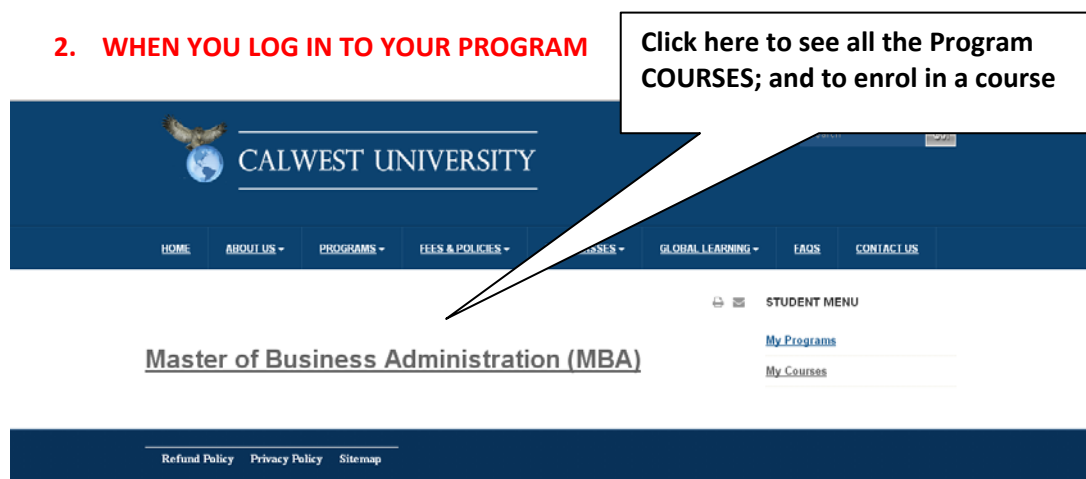 2. WHEN YOU LOG IN TO YOUR PROGRAM
Click here to see all the Program
COURSES; and to enrol in a course
CALWEST UNIVERSITY
HOME ABOUT US PROGRAMS FEES & POLICIES GLOBAL LEARNING FAQS CONTACT US
STUDENT MENU
My Programs
Master of Business Administration (MBA)
My Courses
Refund Policy Privacy Policy Sitemap